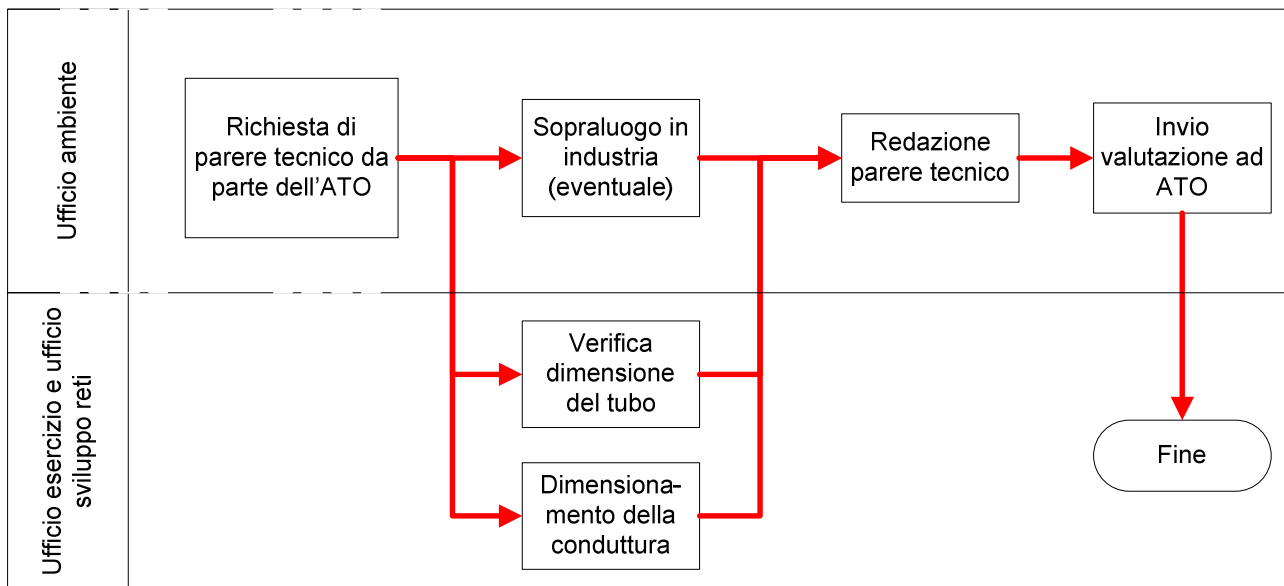 Ufficio ambiente
Richiesta di
parere tecnico da
parte dell'ATO
Sopraluogo in
industria
(eventuale)
Redazione
parere tecnico
Invio
valutazione ad
ATO
Ufficio esercizio e ufficio
sviluppo reti
Verifica
dimensione
del tubo
Dimensiona-
mento della
conduttura
Fine